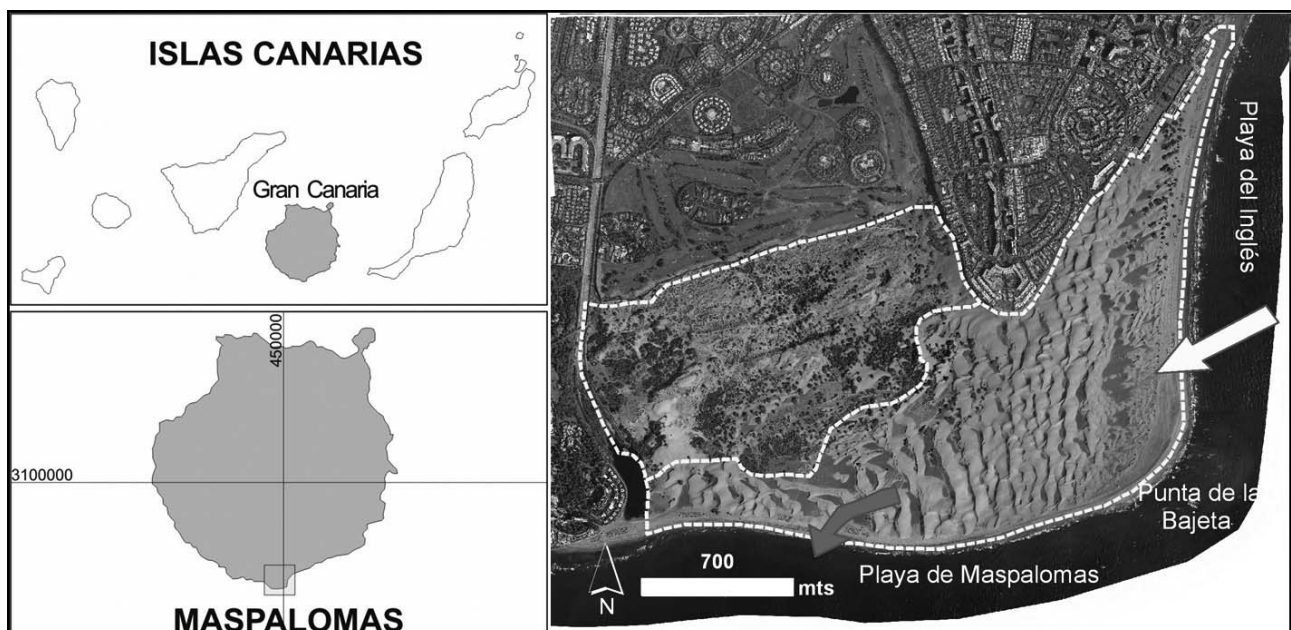 ISLAS CANARIAS
Gran Canaria
450000
3100000
MASPALOMAS
Playa del Inglés
Punta de la
Bajeta
Playa de Maspalomas
700
mts
N